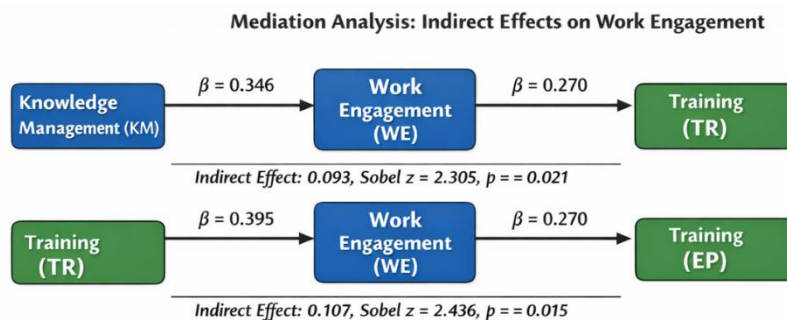 Mediation Analysis: Indirect Effects on Work Engagement
β = 0.346
β = 0.270
Knowledge
Management (KM)
Work
Engagement
(WE)
Training
(TR)
Indirect Effect: 0.093, Sobel z = 2.305, p = = 0.021
β = 0.395
β = 0.270
Training
(TR)
Work
Engagement
(WE)
Training
(EP)
Indirect Effect: 0.107, Sobel z = 2.436, p = = 0.015